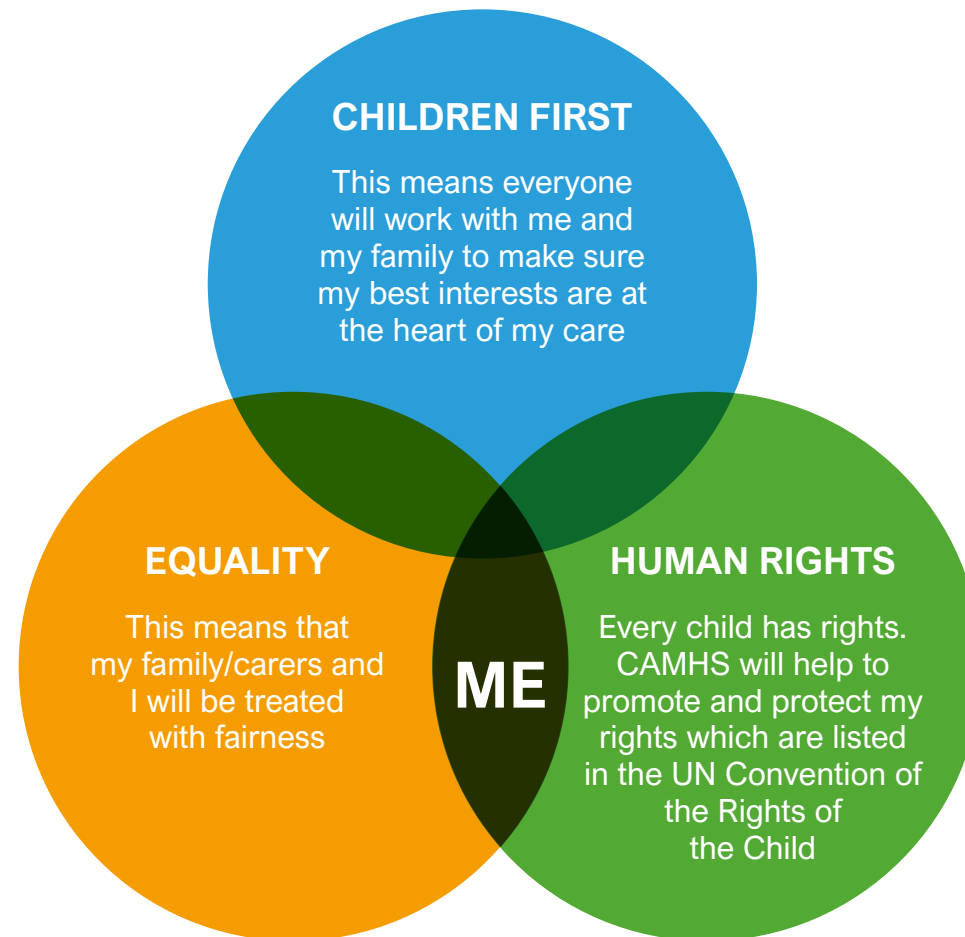 CHILDREN FIRST
This means everyone
will work with me and
my family to make sure
my best interests are at
the heart of my care
EQUALITY
This means that
my family/carers and
I will be treated
with fairness
ME
HUMAN RIGHTS
Every child has rights.
CAMHS will help to
promote and protect my
rights which are listed
in the UN Convention of
the Rights of
the Child